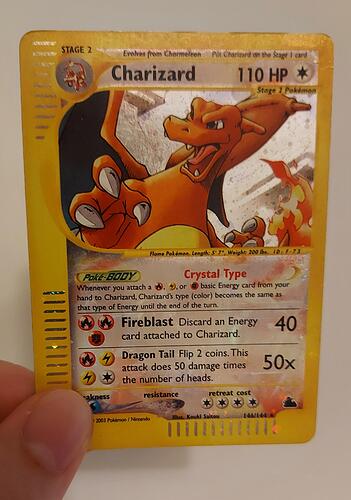 STAGE 2
Evolves from Charmeleon Put Charizard on the Stage 1 card
Charizard 110 HP
Stage 2 Pokémon
Flame Pokémon. Length: 5' 7", Weight: 200 lbs.
Poké-BODY Crystal Type
Whenever you attach a , , or basic Energy card from your
hand to Charizard, Charizard's type (color) becomes the same as
that type of Energy until the end of the turn.
Fireblast Discard an Energy 40
card attached to Charizard.
Dragon Tail Flip 2 coins. This 50x
attack does 50 damage times
the number of heads.
resistance retreat cost
Illus. Kouki Saitou 146/144
©2003 Pokémon / Nintendo